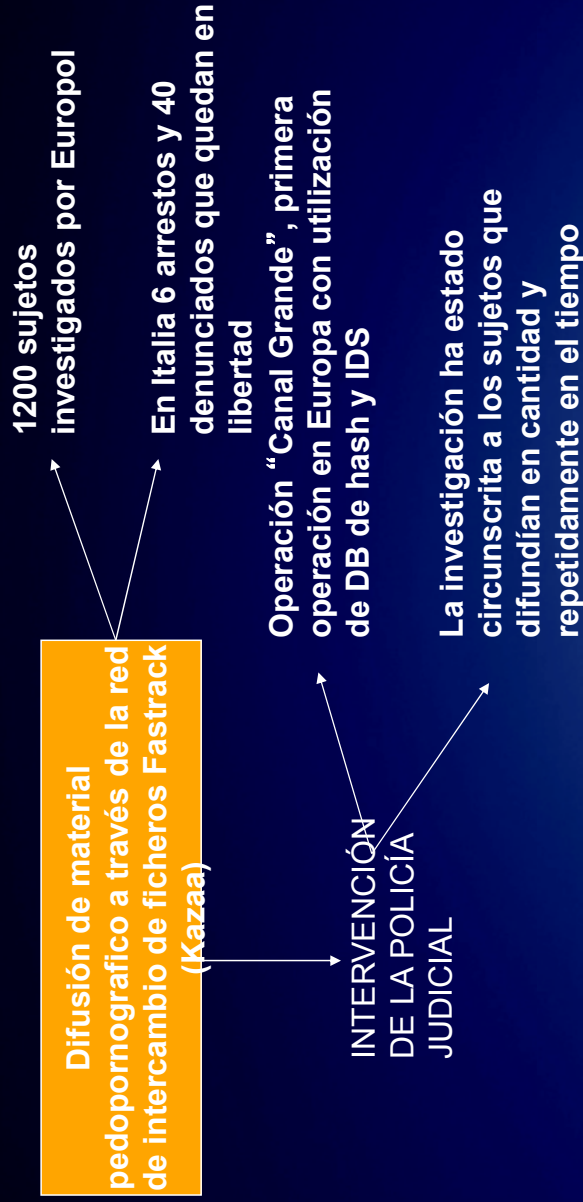 Difusión de material
pedopornografico a través de la red
de intercambio de ficheros Fastrack
(Kazaa)
1200 sujetos
investigados por Europol
En Italia 6 arrestos y 40
denunciados que quedan en
libertad
INTERVENCIÓN
DE LA POLICÍA
JUDICIAL
Operación “Canal Grande”, primera
operación en Europa con utilización
de DB de hash y IDS
La investigación ha estado
circunscrita a los sujetos que
difundían en cantidad y
repetidamente en el tiempo